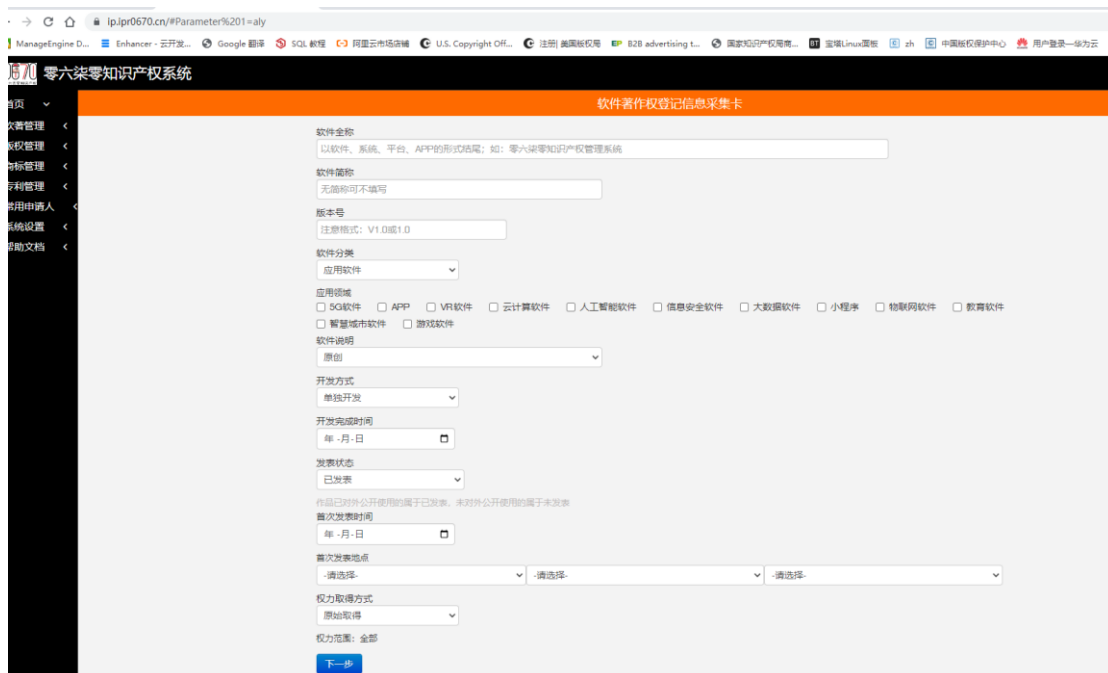 ip.ipr0670.cn/#Parameter%201=aly
ManageEngine D... Enhancer - 云开发... Google 翻译 SQL 教程 阿里云市场店铺 U.S. Copyright Off... 注册| 美国版权局 B2B advertising t... 国家知识产权局商... 宝塔Linux面板 zh 中国版权保护中心 用户登录—华为云
零六柒零知识产权系统
首页
软件著作权登记信息采集卡
软著管理
版权管理
商标管理
专利管理
常用申请人
系统设置
帮助文档
软件全称
以软件、系统、平台、APP的形式结尾；如：零六柒零知识产权管理系统
软件简称
无简称可不填写
版本号
注意格式：V1.0或1.0
软件分类
应用软件
应用领域
5G软件 APP VR软件 云计算软件 人工智能软件 信息安全软件 大数据软件 小程序 物联网软件 教育软件
智慧城市软件 游戏软件
软件说明
原创
开发方式
单独开发
开发完成时间
年 -月-日
发表状态
已发表
作品已对外公开使用的属于已发表，未对外公开使用的属于未发表
首次发表时间
年 -月-日
首次发表地点
-请选择- -请选择- -请选择-
权力取得方式
原始取得
权力范围：全部
下一步